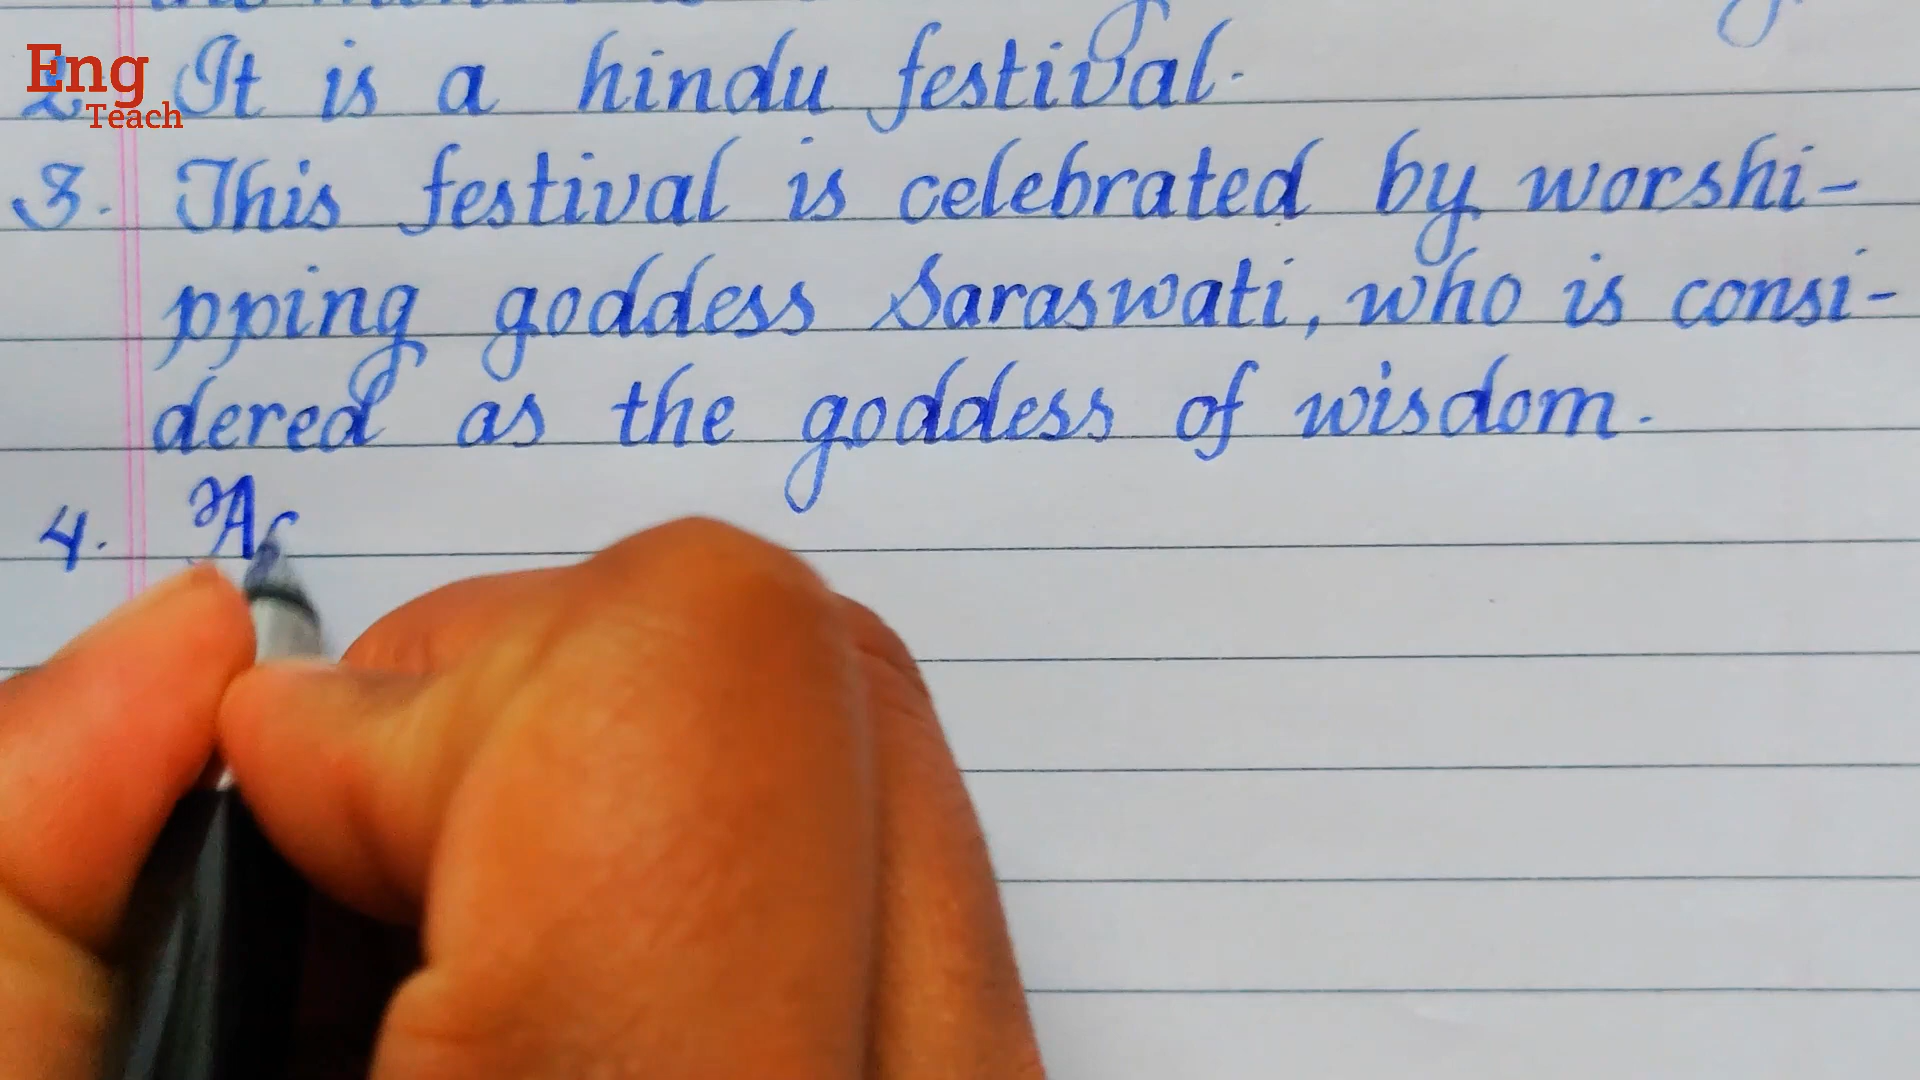 Eng
Teach
2. It is a hindu festival.
3. This festival is celebrated by worshi-
pping goddess Saraswati, who is consi-
dered as the goddess of wisdom.
4.